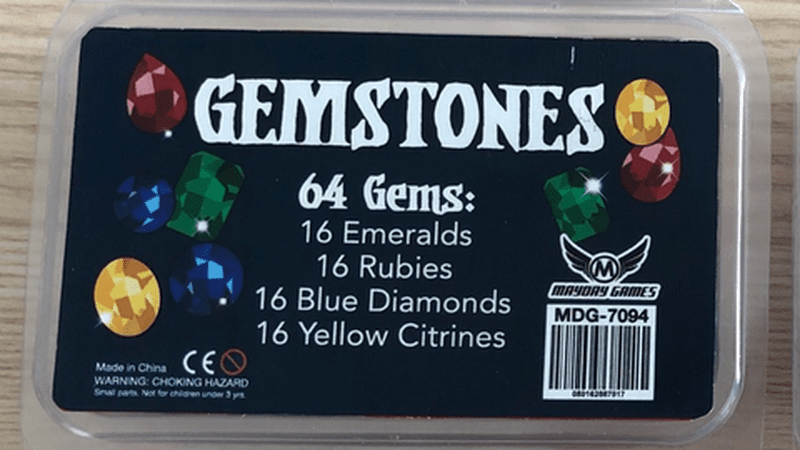 GEMSTONES
64 Gems:
16 Emeralds
16 Rubies
16 Blue Diamonds
16 Yellow Citrines
M
MAYDAY GAMES
MDG-7094
Made in China CE
WARNING: CHOKING HAZARD
Small parts. Not for children under 3 yrs.